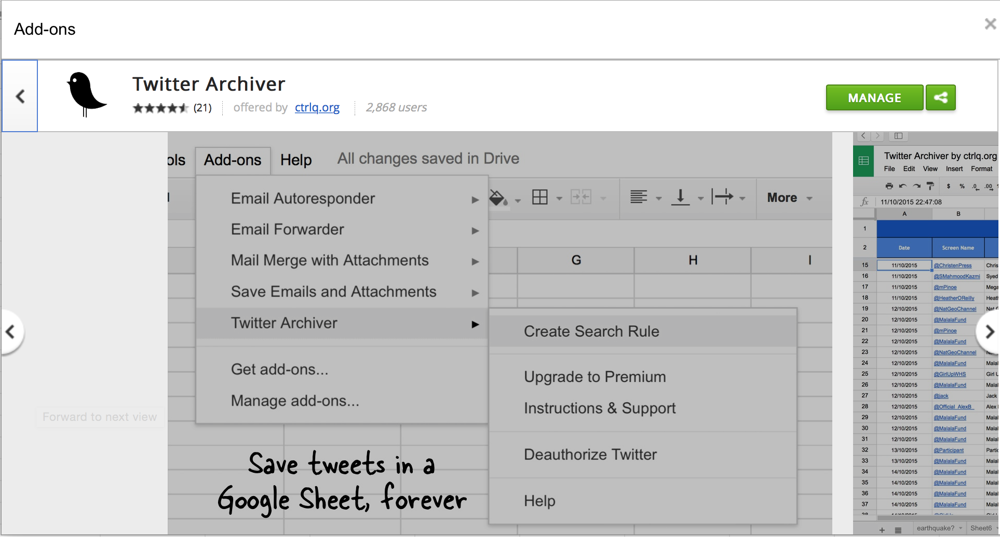 Add-ons
Twitter Archiver
(21) offered by ctrlq.org 2,868 users
MANAGE
ols Add-ons Help All changes saved in Drive
Email Autoresponder
Email Forwarder
Mail Merge with Attachments
Save Emails and Attachments
Twitter Archiver
Get add-ons...
Manage add-ons...
More
G H I
Create Search Rule
Upgrade to Premium
Instructions & Support
Deauthorize Twitter
Help
Forward to next view
Save tweets in a
Google Sheet, forever
Twitter Archiver by ctrlq.org
File Edit View Insert Format
$ % .0 .00
fx 11/10/2015 22:47:08
A B
1
2 Date Screen Name
15 11/10/2015 @ChristenPress Chris
16 11/10/2015 @SMahmoodKazmi Syed
17 11/10/2015 @mPinoe Mega
18 11/10/2015 @HeatherOReilly Heath
19 12/10/2015 @NatGeoChannel Nat G
20 12/10/2015 @MalalaFund
21 12/10/2015 @mPinoe
22 12/10/2015 @MalalaFund
23 12/10/2015 @NatGeoChannel
24 12/10/2015 @MalalaFund Malal
25 12/10/2015 @GirlUpWHS Girl U
26 12/10/2015 @MalalaFund Malal
27 12/10/2015 @jack Jack
28 12/10/2015 @Official_AlexB_ Alex
29 12/10/2015 @MalalaFund Malal
30 12/10/2015 @MalalaFund Malal
31 12/10/2015 @MalalaFund Malal
32 13/10/2015 @Participant Partic
33 13/10/2015 @MalalaFund Malal
34 14/10/2015 @MalalaFund Malal
35 14/10/2015 @MalalaFund Malal
36 14/10/2015 @MalalaFund Malal
37 14/10/2015 @MalalaFund Malal
earthquake? Sheet6